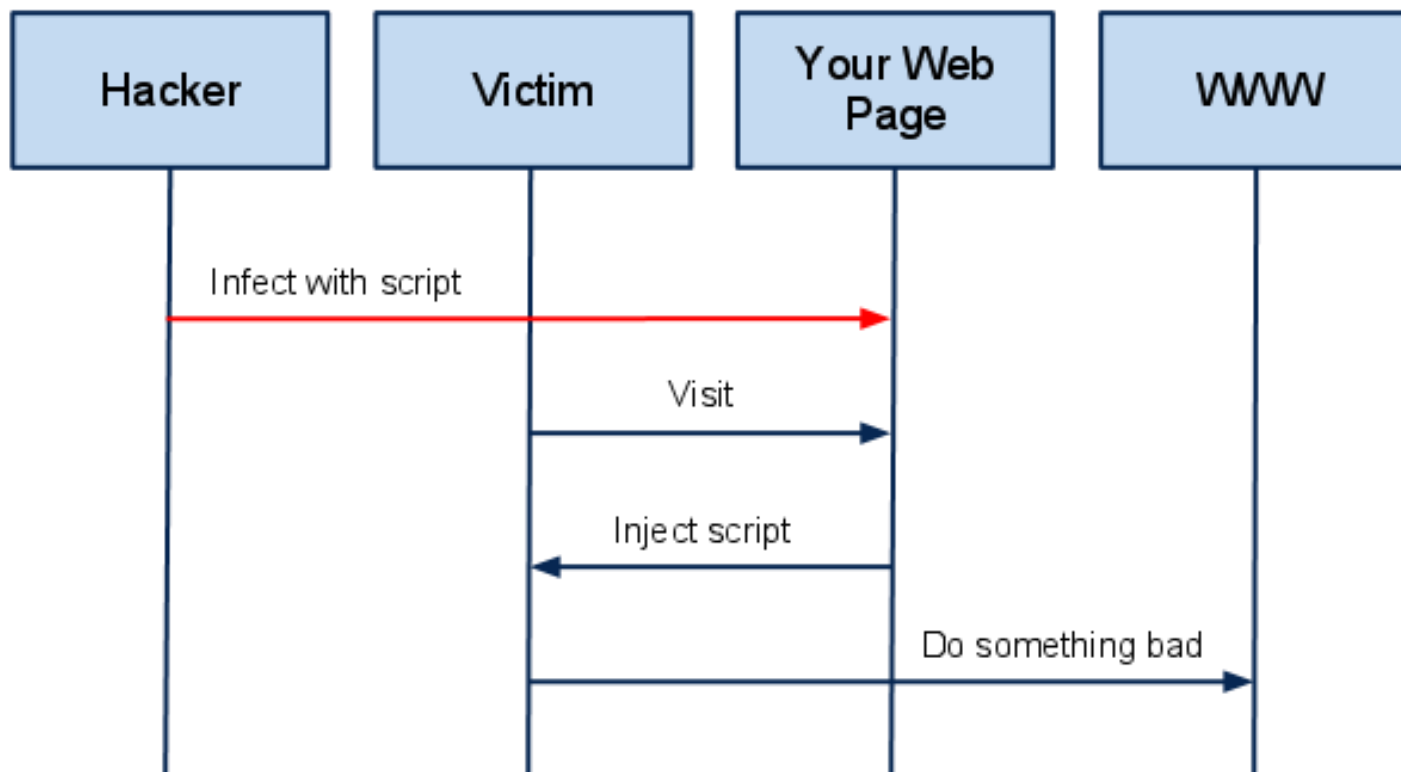 Hacker
Victim
Your Web
Page
WWW
Infect with script
Visit
Inject script
Do something bad